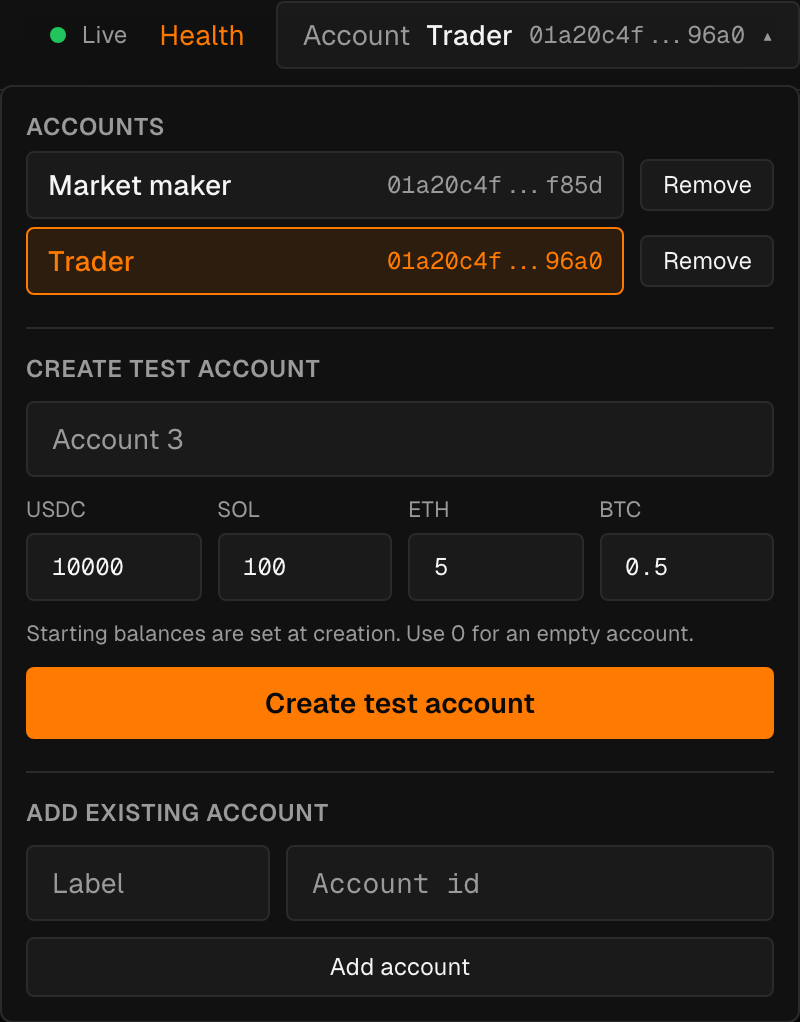 Live Health Account Trader 01a20c4f...96a0 ▲
ACCOUNTS
Market maker 01a20c4f...f85d Remove
Trader 01a20c4f...96a0 Remove
CREATE TEST ACCOUNT
Account 3
USDC SOL ETH BTC
10000 100 5 0.5
Starting balances are set at creation. Use 0 for an empty account.
Create test account
ADD EXISTING ACCOUNT
Label Account id
Add account